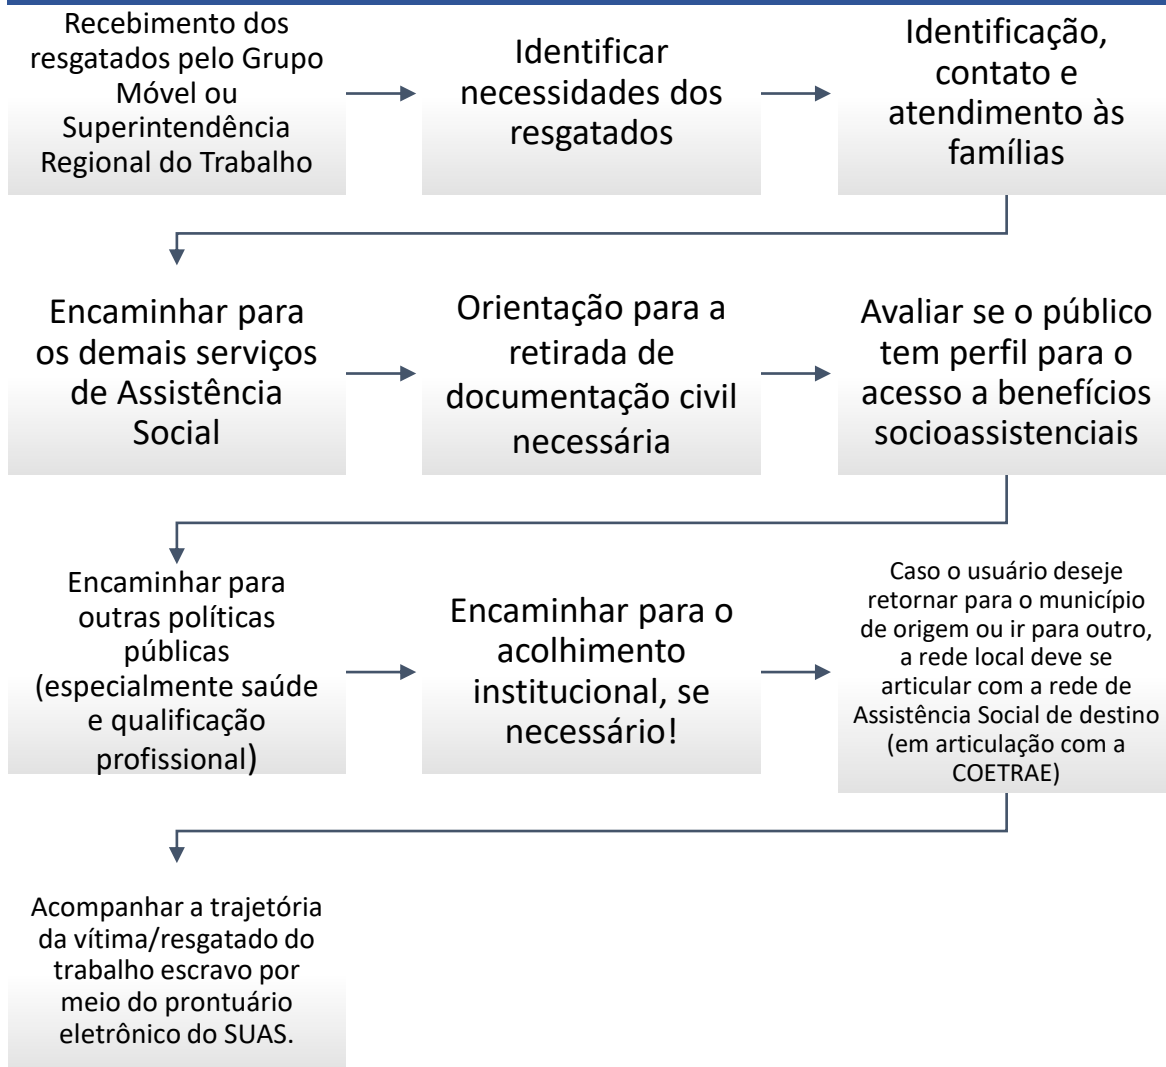 Recebimento dos
resgatados pelo Grupo
Móvel ou
Superintendência
Regional do Trabalho
Identificar
necessidades dos
resgatados
Identificação,
contato e
atendimento às
famílias
Encaminhar para
os demais serviços
de Assistência
Social
Orientação para a
retirada de
documentação civil
necessária
Avaliar se o público
tem perfil para o
acesso a benefícios
socioassistenciais
Encaminhar para
outras políticas
públicas
(especialmente saúde
e qualificação
profissional)
Encaminhar para o
acolhimento
institucional, se
necessário!
Caso o usuário deseje
retornar para o município
de origem ou ir para outro,
a rede local deve se
articular com a rede de
Assistência Social de destino
(em articulação com a
COETRAE)
Acompanhar a trajetória
da vítima/resgatado do
trabalho escravo por
meio do prontuário
eletrônico do SUAS.